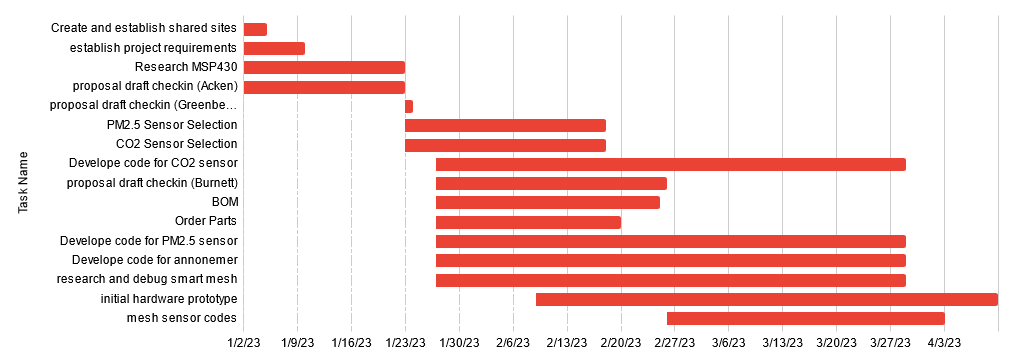 Create and establish shared sites
establish project requirements
Research MSP430
proposal draft checkin (Acken)
proposal draft checkin (Greenbe…
PM2.5 Sensor Selection
CO2 Sensor Selection
Develope code for CO2 sensor
proposal draft checkin (Burnett)
BOM
Order Parts
Develope code for PM2.5 sensor
Develope code for annonemer
research and debug smart mesh
initial hardware prototype
mesh sensor codes
Task Name
1/2/23 1/9/23 1/16/23 1/23/23 1/30/23 2/6/23 2/13/23 2/20/23 2/27/23 3/6/23 3/13/23 3/20/23 3/27/23 4/3/23